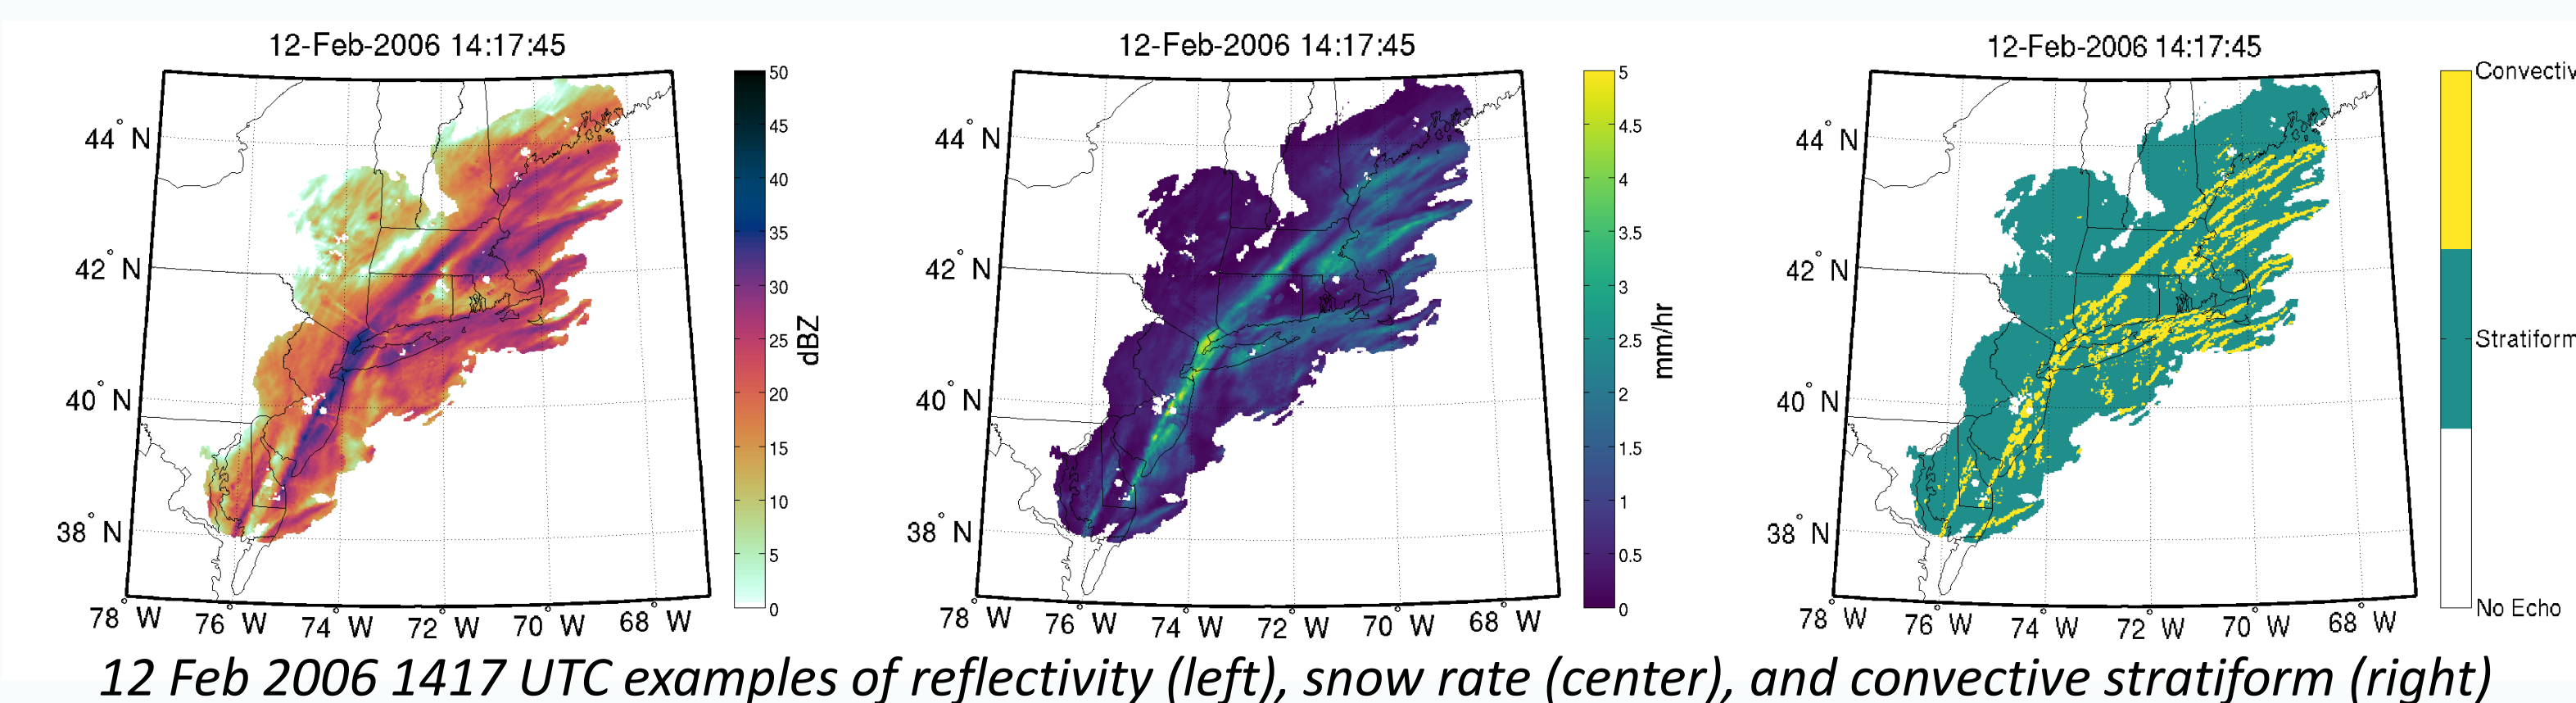 12-Feb-2006 14:17:45
44° N
42° N
40° N
38° N
78° W
76° W
74° W
72° W
70° W
68° W
50
45
40
35
30
25
20
15
10
5
0
dBZ
12-Feb-2006 14:17:45
44° N
42° N
40° N
38° N
78° W
76° W
74° W
72° W
70° W
68° W
5
4.5
4
3.5
3
2.5
2
1.5
1
0.5
0
mm/hr
12-Feb-2006 14:17:45
44° N
42° N
40° N
38° N
78° W
76° W
74° W
72° W
70° W
68° W
Convectiv
Stratiform
No Echo
12 Feb 2006 1417 UTC examples of reflectivity (left), snow rate (center), and convective stratiform (right)